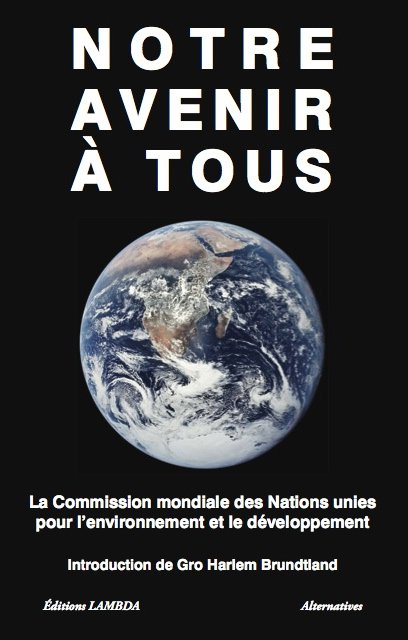 NOTRE
AVENIR
À TOUS
La Commission mondiale des Nations unies
pour l'environnement et le développement
Introduction de Gro Harlem Brundtland
Éditions LAMBDA
Alternatives